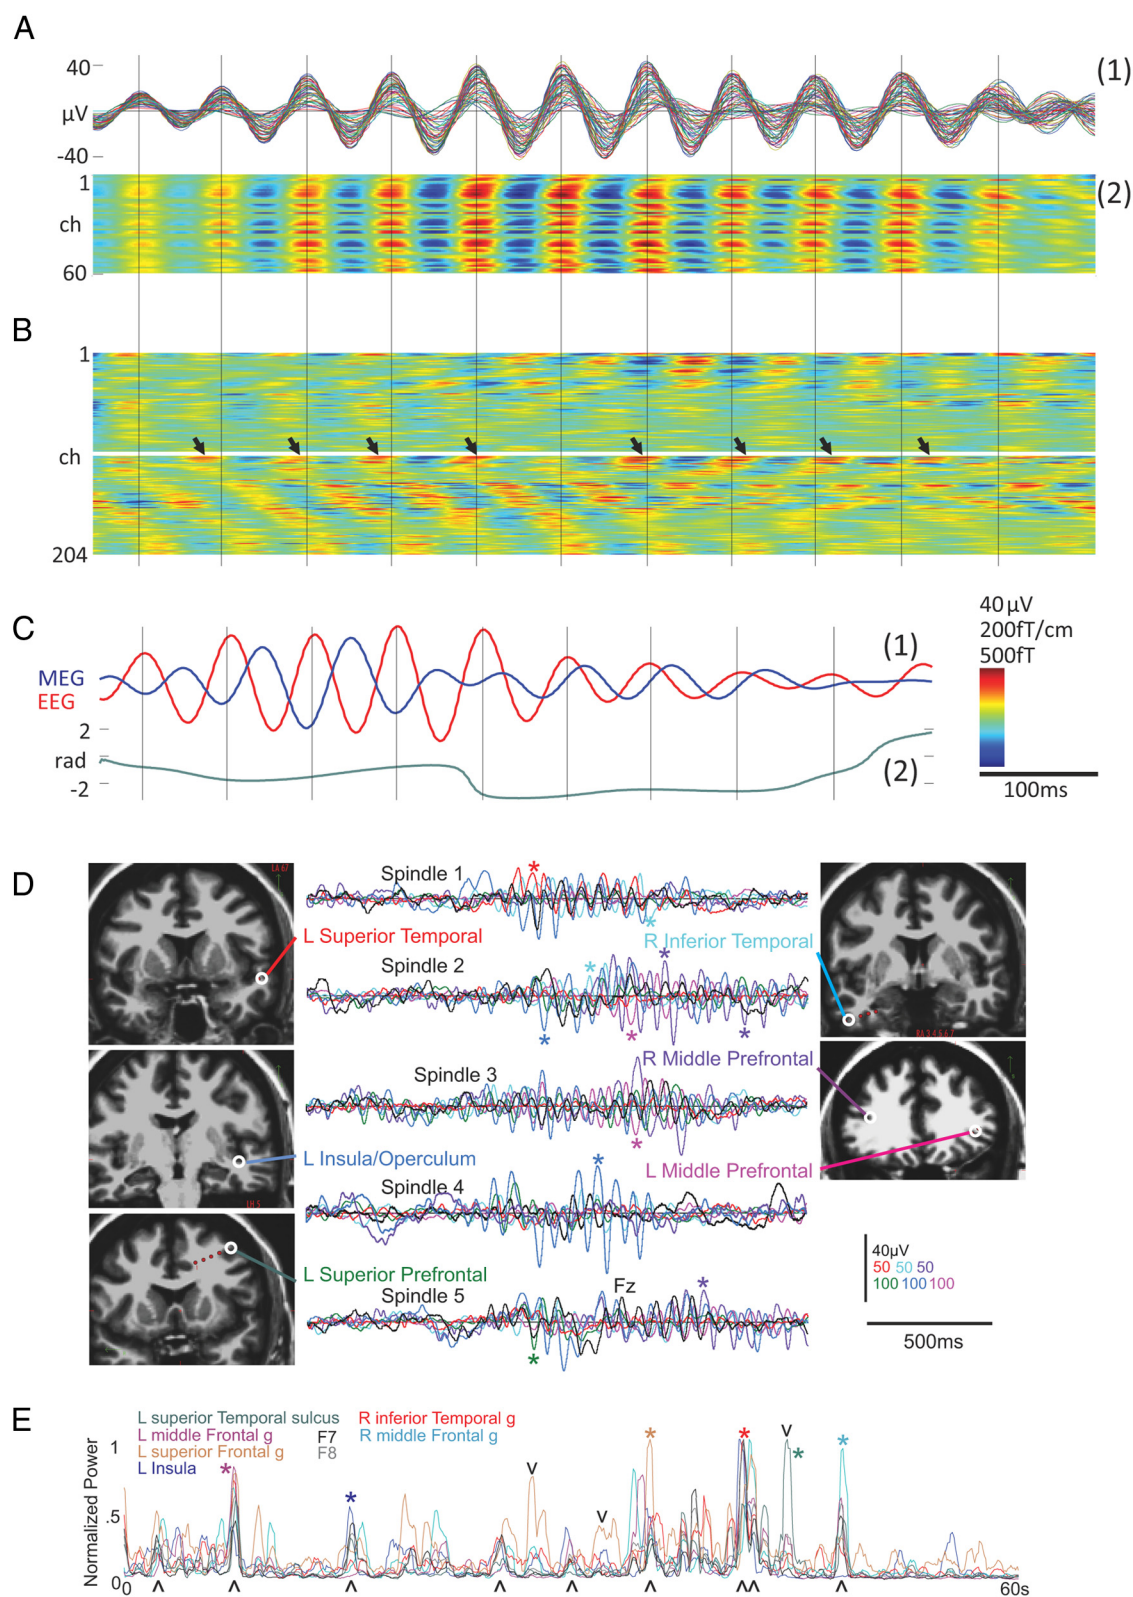 A
40
μV
-40
(1)
1
ch
60
(2)
B
1
ch
204
C
MEG
EEG
(1)
2
rad
-2
(2)
40 μV
200fT/cm
500fT
100ms
D
Spindle 1
L Superior Temporal
R Inferior Temporal
Spindle 2
R Middle Prefrontal
Spindle 3
L Insula/Operculum
L Middle Prefrontal
Spindle 4
L Superior Prefrontal
Spindle 5
Fz
40μV
50 50 50
100 100 100
500ms
E
L superior Temporal sulcus
R inferior Temporal g
L middle Frontal g
F7
R middle Frontal g
L superior Frontal g
F8
L Insula
Normalized Power
1
.5
0
0
60s